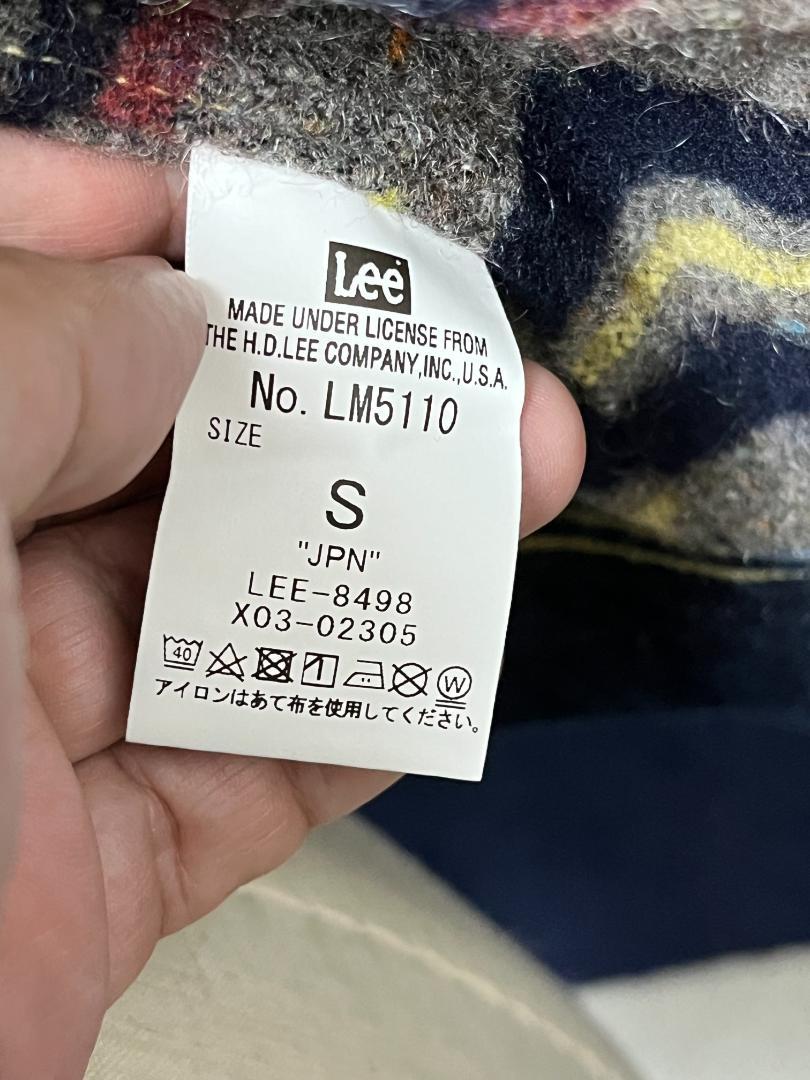 Lee
MADE UNDER LICENSE FROM
THE H.D.LEE COMPANY,INC.,U.S.A.
No. LM5110
SIZE
S
"JPN"
LEE-8498
X03-02305
40 W
アイロンはあて布を使用してください。